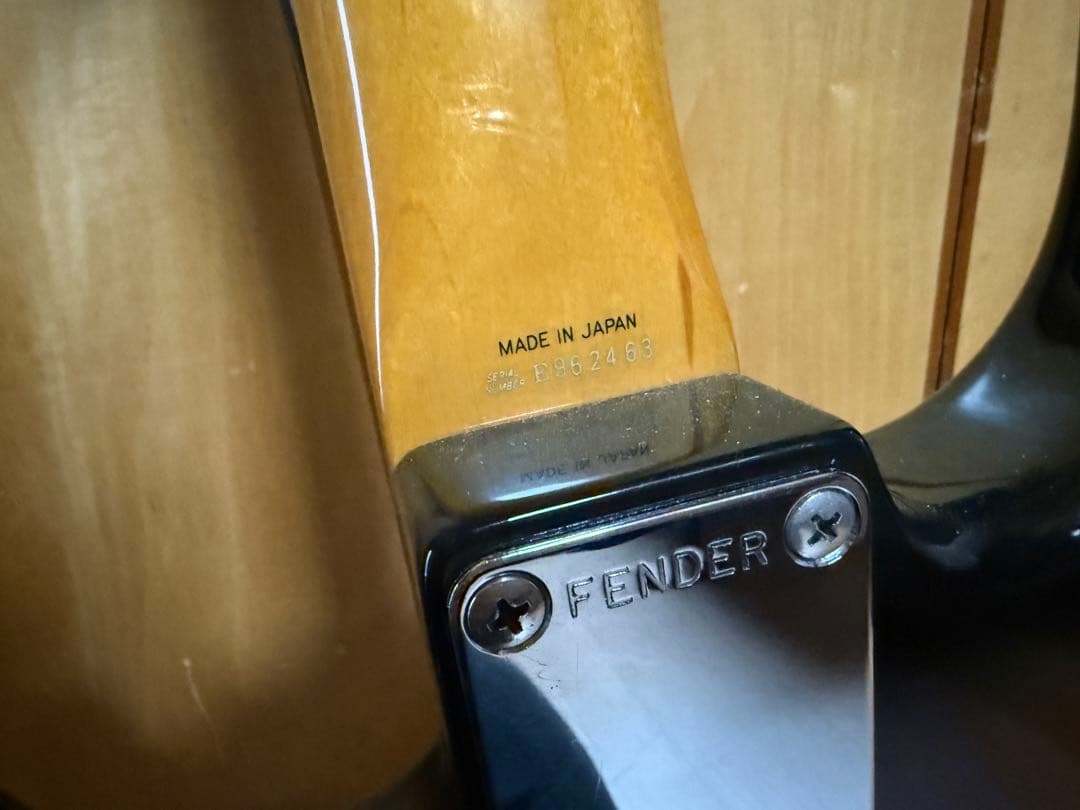 MADE IN JAPAN
SERIAL
NUMBER E862463
MADE IN JAPAN
FENDER